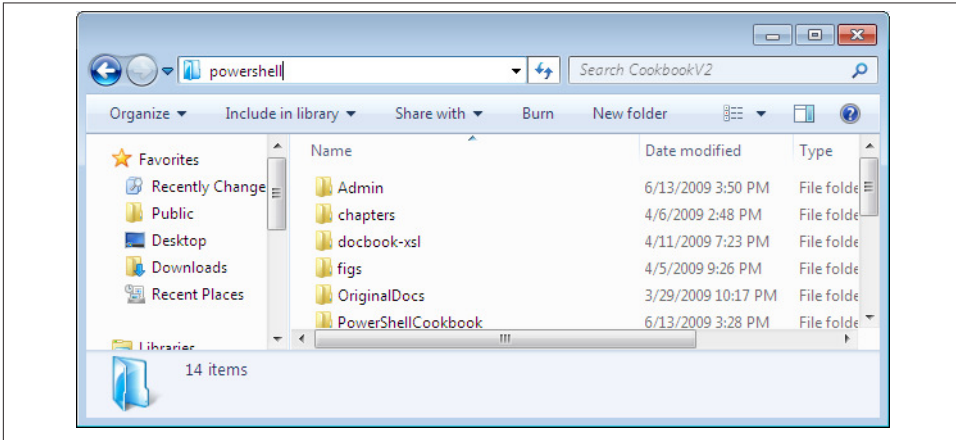 powershell
Search CookbookV2
Organize Include in library Share with Burn New folder
Favorites
Recently Change
Public
Desktop
Downloads
Recent Places
Libraries
Name Date modified Type
Admin 6/13/2009 3:50 PM File folde
chapters 4/6/2009 2:48 PM File folde
docbook-xsl 4/11/2009 7:23 PM File folde
figs 4/5/2009 9:26 PM File folde
OriginalDocs 3/29/2009 10:17 PM File folde
PowerShellCookbook 6/13/2009 3:28 PM File folde
14 items